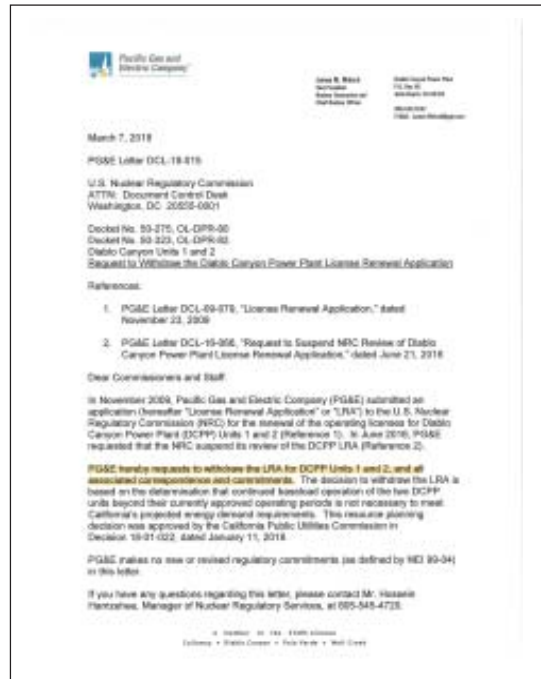 Pacific Gas and
Electric Company
March 7, 2018
PG&E Letter DCL-18-015
U.S. Nuclear Regulatory Commission
ATTN: Document Control Desk
Washington, DC 20555-0001
Docket No. 50-275, OL-DPR-80
Docket No. 50-323, OL-DPR-82
Diablo Canyon Units 1 and 2
Request to Withdraw the Diablo Canyon Power Plant License Renewal Application
References:
1. PG&E Letter DCL-09-079, "License Renewal Application," dated
November 23, 2009
2. PG&E Letter DCL-16-066, "Request to Suspend NRC Review of Diablo
Canyon Power Plant License Renewal Application," dated June 21, 2016
Dear Commissioners and Staff:
In November 2009, Pacific Gas and Electric Company (PG&E) submitted an
application (hereafter "License Renewal Application" or "LRA") to the U.S. Nuclear
Regulatory Commission (NRC) for the renewal of the operating licenses for Diablo
Canyon Power Plant (DCPP) Units 1 and 2 (Reference 1). In June 2016, PG&E
requested that the NRC suspend its review of the DCPP LRA (Reference 2).
PG&E hereby requests to withdraw the LRA for DCPP Units 1 and 2, and all
associated correspondence and commitments. The decision to withdraw the LRA is
based on the determination that continued baseload operation of the two DCPP
units beyond their currently approved operating periods is not necessary to meet
California's projected energy demand requirements. This resource planning
decision was approved by the California Public Utilities Commission in
Decision 18-01-022, dated January 11, 2018.
PG&E makes no new or revised regulatory commitments (as defined by NEI 99-04)
in this letter.
If you have any questions regarding this letter, please contact Mr. Hossein
Hamzehee, Manager of Nuclear Regulatory Services, at 805-545-4720.
A member of the STARS Alliance
Callaway • Diablo Canyon • Palo Verde • Wolf Creek